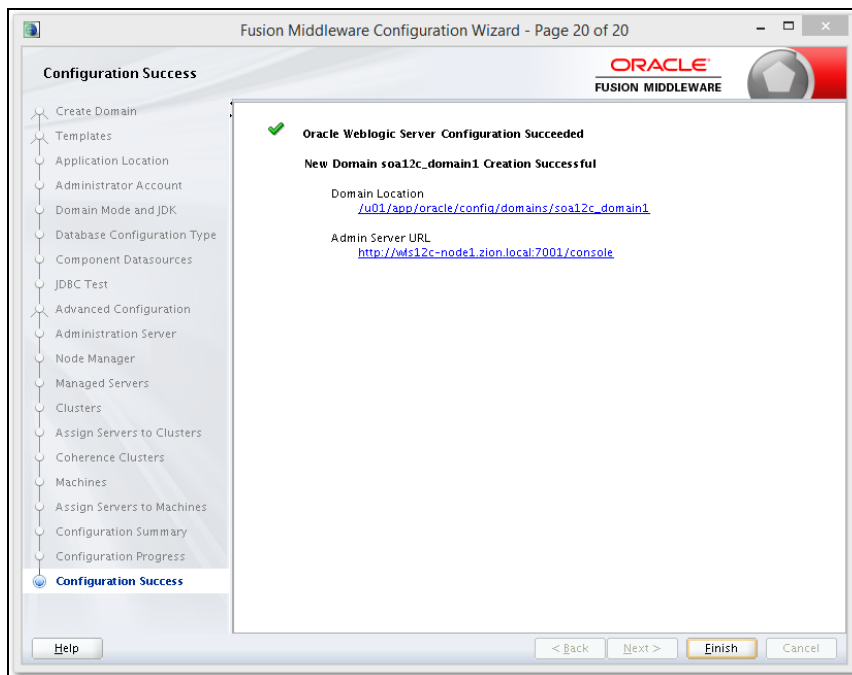 Fusion Middleware Configuration Wizard - Page 20 of 20
Configuration Success
ORACLE
FUSION MIDDLEWARE
Create Domain
Templates
Application Location
Administrator Account
Domain Mode and JDK
Database Configuration Type
Component Datasources
JDBC Test
Advanced Configuration
Administration Server
Node Manager
Managed Servers
Clusters
Assign Servers to Clusters
Coherence Clusters
Machines
Assign Servers to Machines
Configuration Summary
Configuration Progress
Configuration Success
Oracle Weblogic Server Configuration Succeeded
New Domain soa12c_domain1 Creation Successful
Domain Location
/u01/app/oracle/config/domains/soa12c_domain1
Admin Server URL
http://wls12c-node1.zion.local:7001/console
Help
< Back
Next >
Finish
Cancel